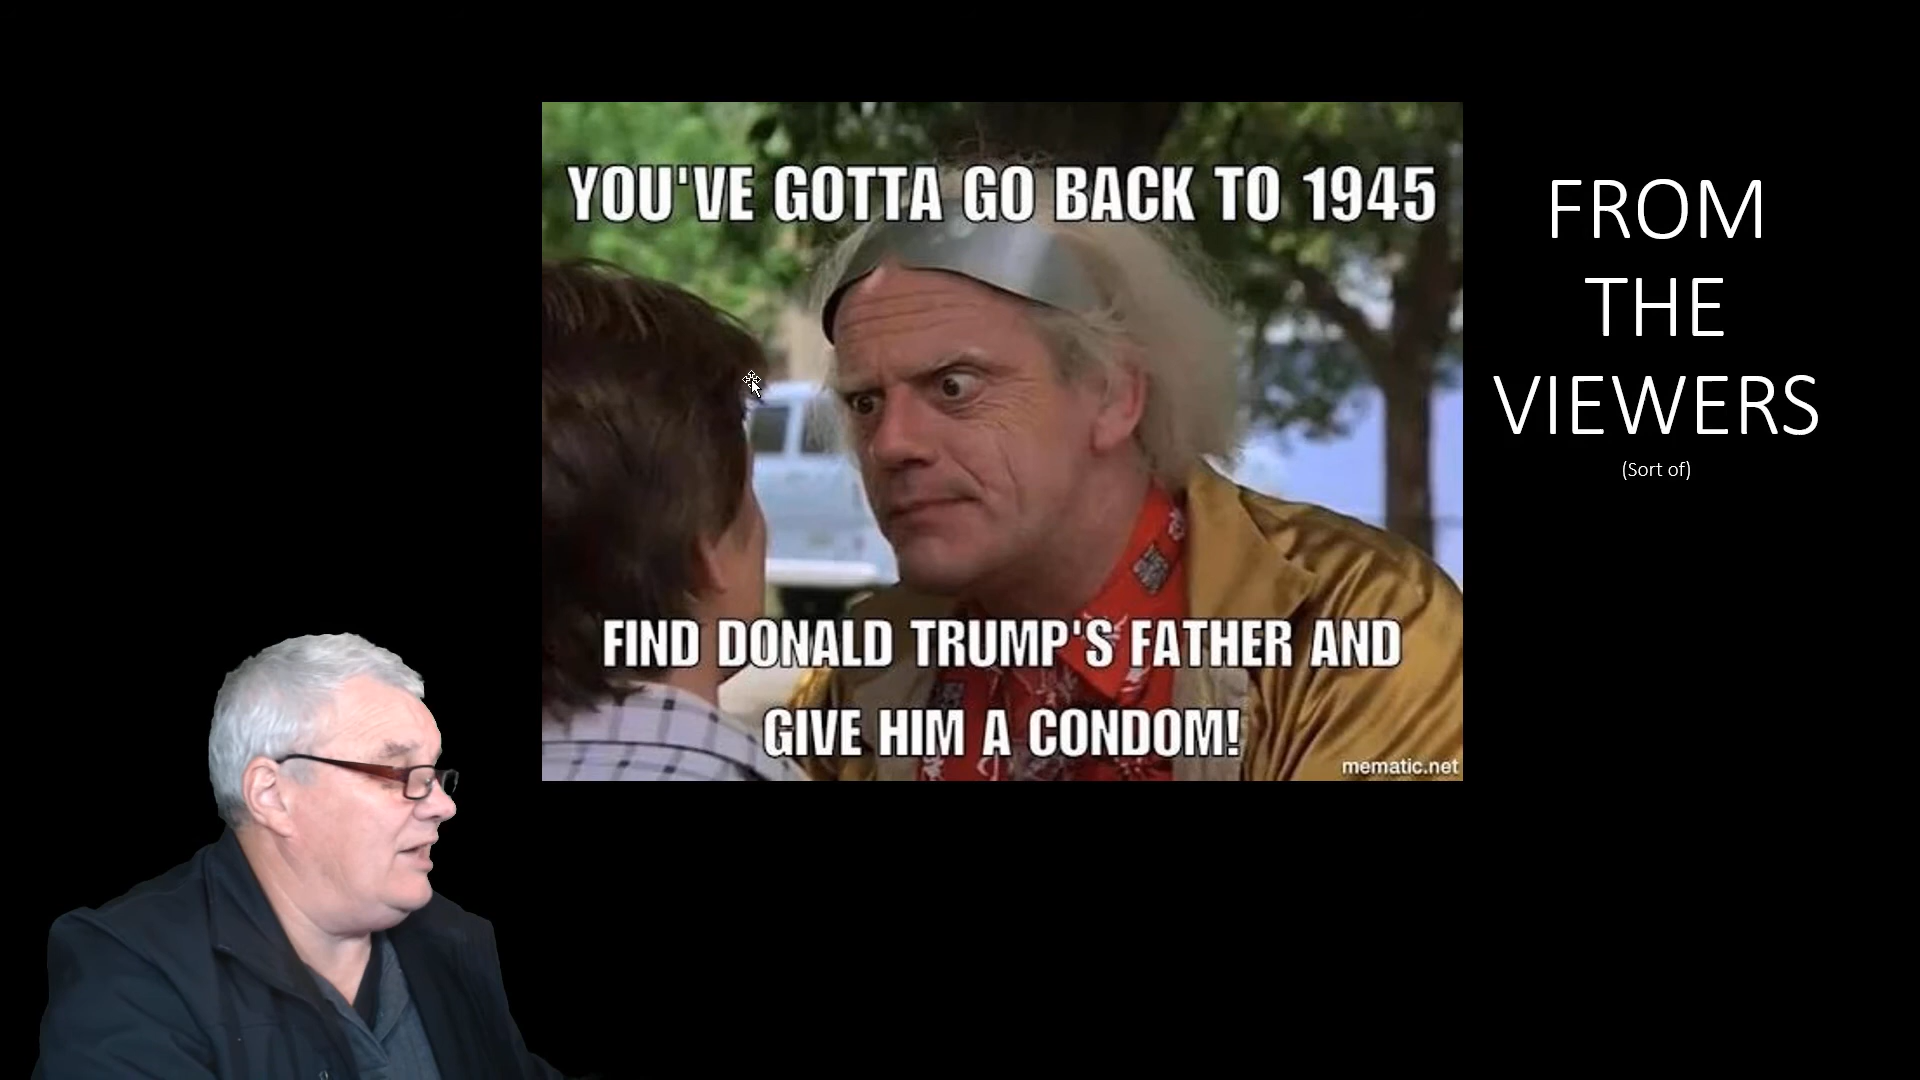 YOU'VE GOTTA GO BACK TO 1945
FIND DONALD TRUMP'S FATHER AND
GIVE HIM A CONDOM!
mematic.net
FROM
THE
VIEWERS
(Sort of)